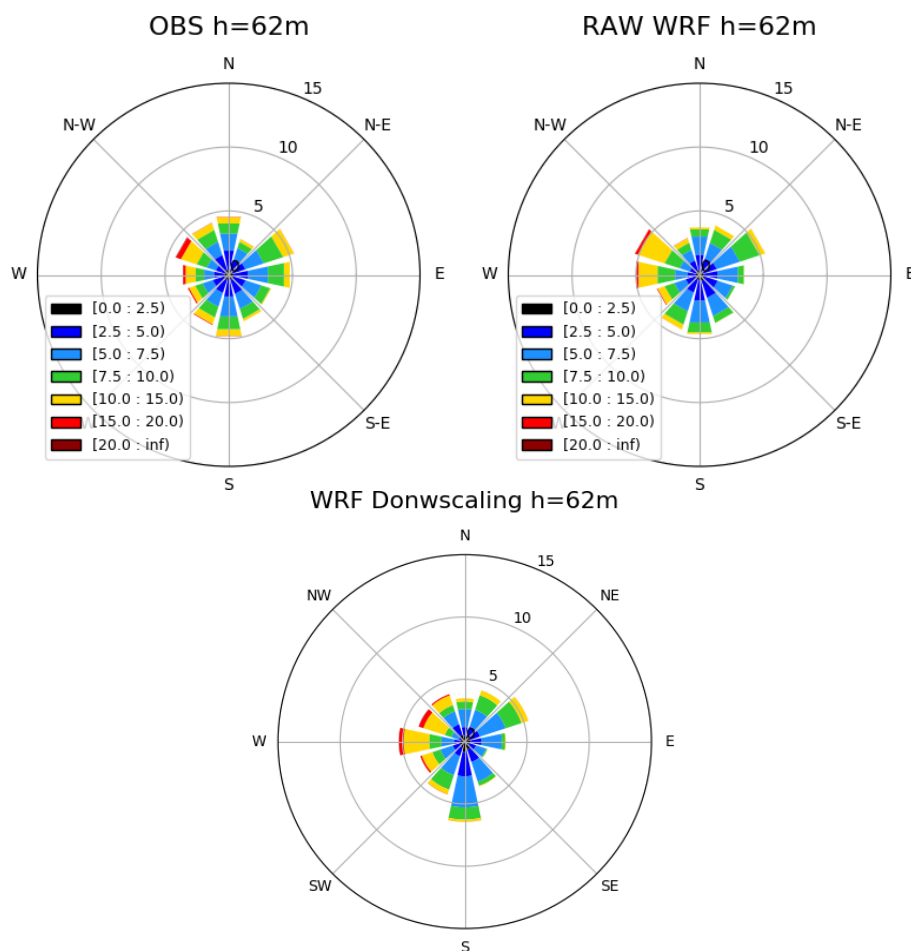 OBS h=62m
N
15
N-W
N-E
10
5
W
E
[0.0 : 2.5)
[2.5 : 5.0)
[5.0 : 7.5)
[7.5 : 10.0)
[10.0 : 15.0)
[15.0 : 20.0)
[20.0 : inf)
S-E
S
RAW WRF h=62m
N
15
N-W
N-E
10
5
W
E
[0.0 : 2.5)
[2.5 : 5.0)
[5.0 : 7.5)
[7.5 : 10.0)
[10.0 : 15.0)
[15.0 : 20.0)
[20.0 : inf)
S-E
S
WRF Donwscaling h=62m
N
15
NW
NE
10
5
W
E
SW
SE
S